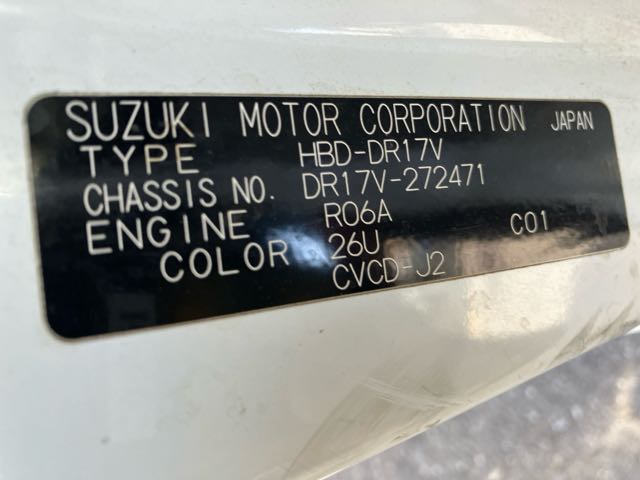 SUZUKI MOTOR CORPORATION JAPAN
TYPE HBD-DR17V
CHASSIS NO. DR17V-272471
ENGINE R06A
COLOR 26U C01
CVCD-J2